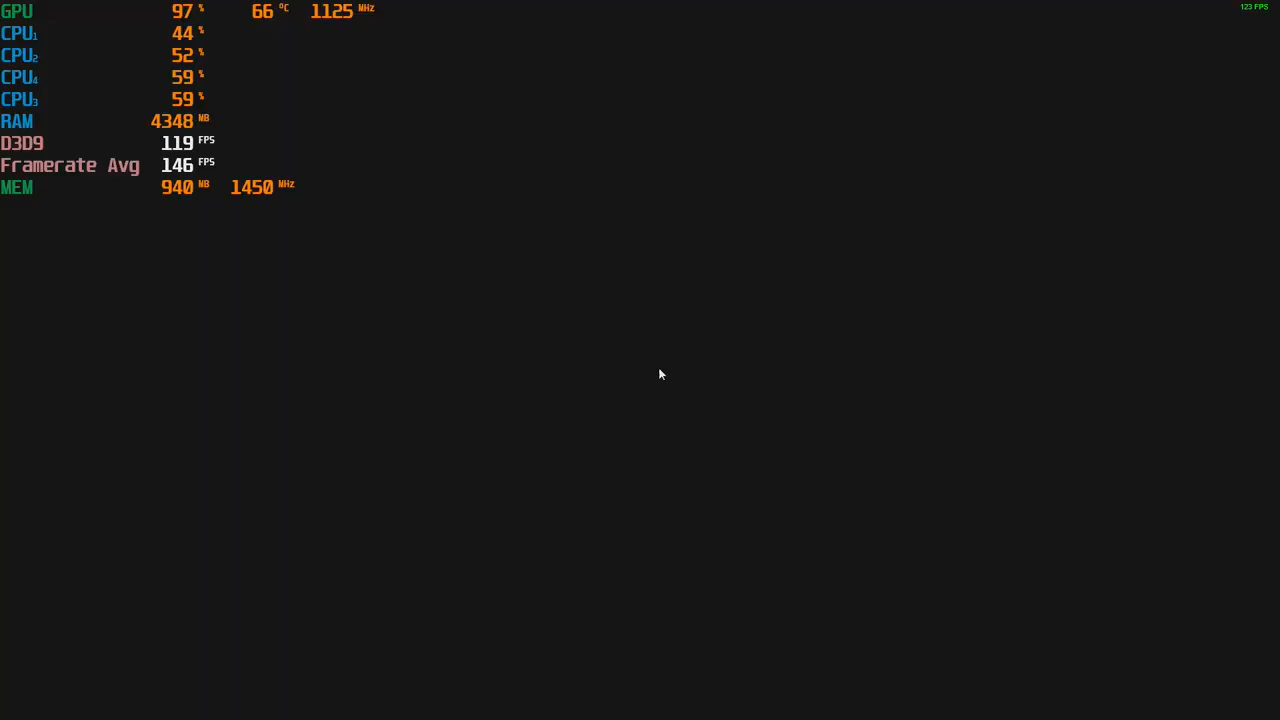 GPU 97 % 66 °C 1125 MHz
123 FPS
CPU1 44 %
CPU2 52 %
CPU4 59 %
CPU3 59 %
RAM 4348 MB
D3D9 119 FPS
Framerate Avg 146 FPS
MEM 940 MB 1450 MHz